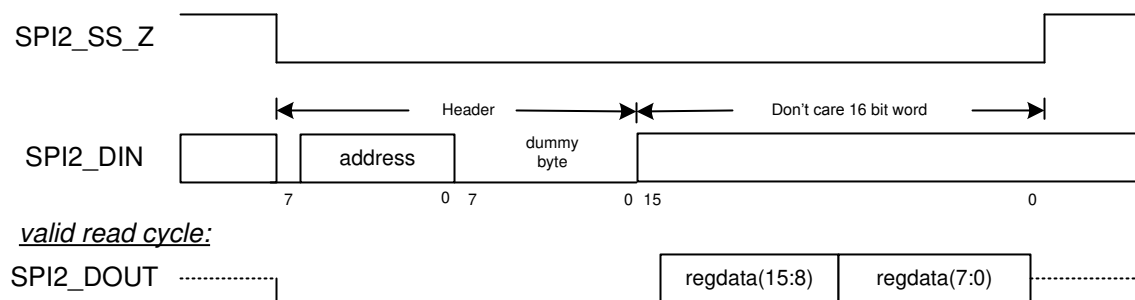 SPI2_SS_Z
Header
Don't care 16 bit word
SPI2_DIN
address
dummy
byte
7 0 7 0 15 0
valid read cycle:
SPI2_DOUT
regdata(15:8)
regdata(7:0)